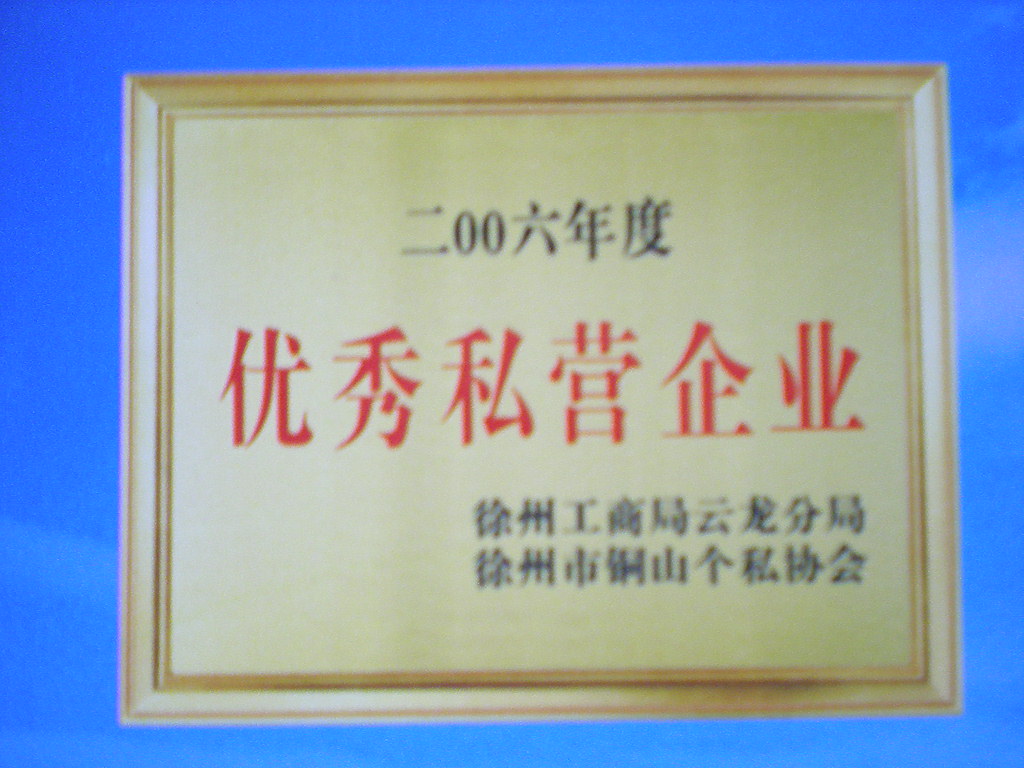 二00六年度
优秀私营企业
徐州工商局云龙分局
徐州市铜山个私协会